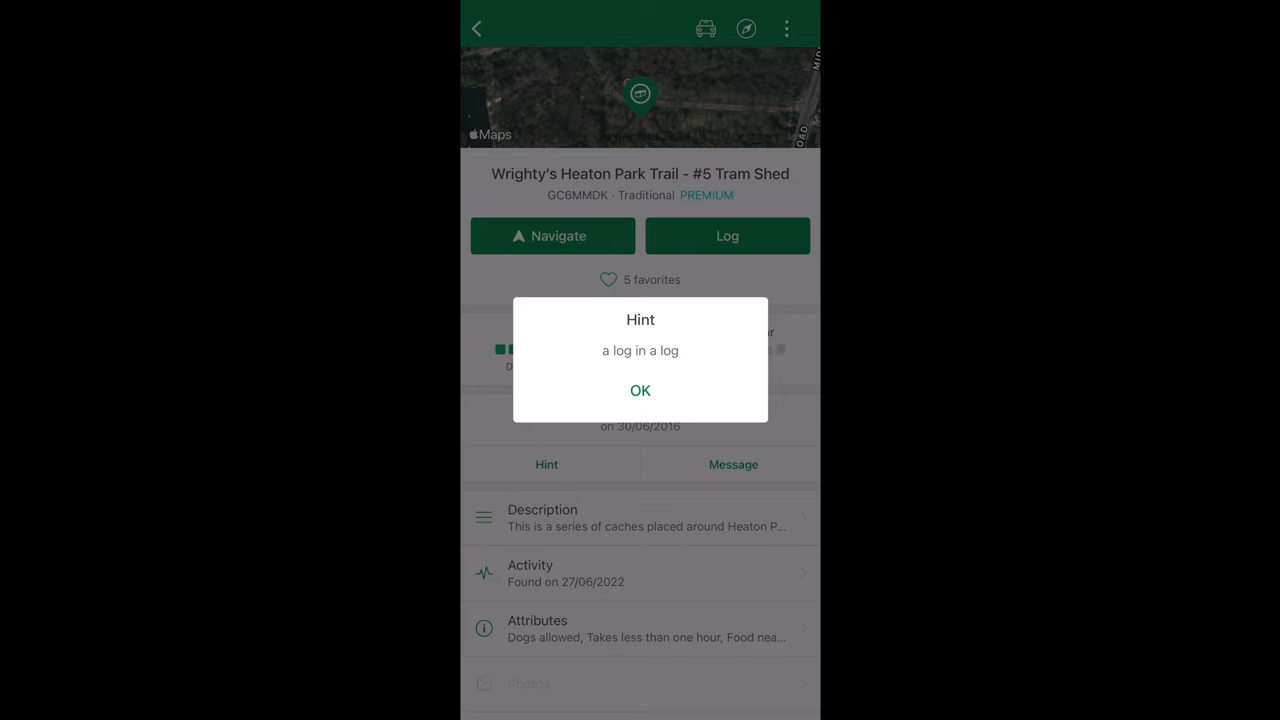 MID
OAD
Maps
Wrighty's Heaton Park Trail - #5 Tram Shed
GC6MMDK · Traditional PREMIUM
Navigate
Log
5 favorites
Hint
a log in a log
OK
r
D
on 30/06/2016
Hint
Message
Description
This is a series of caches placed around Heaton P...
Activity
Found on 27/06/2022
Attributes
Dogs allowed, Takes less than one hour, Food nea...
Photos